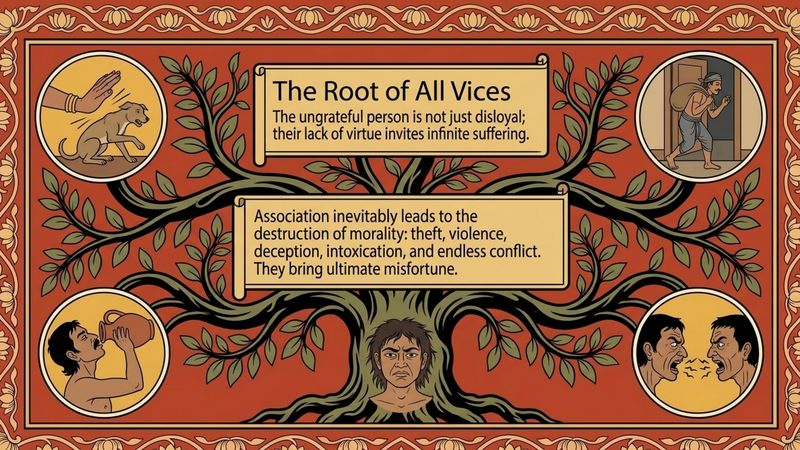 The Root of All Vices
The ungrateful person is not just disloyal;
their lack of virtue invites infinite suffering.
Association inevitably leads to the
destruction of morality: theft, violence,
deception, intoxication, and endless conflict.
They bring ultimate misfortune.